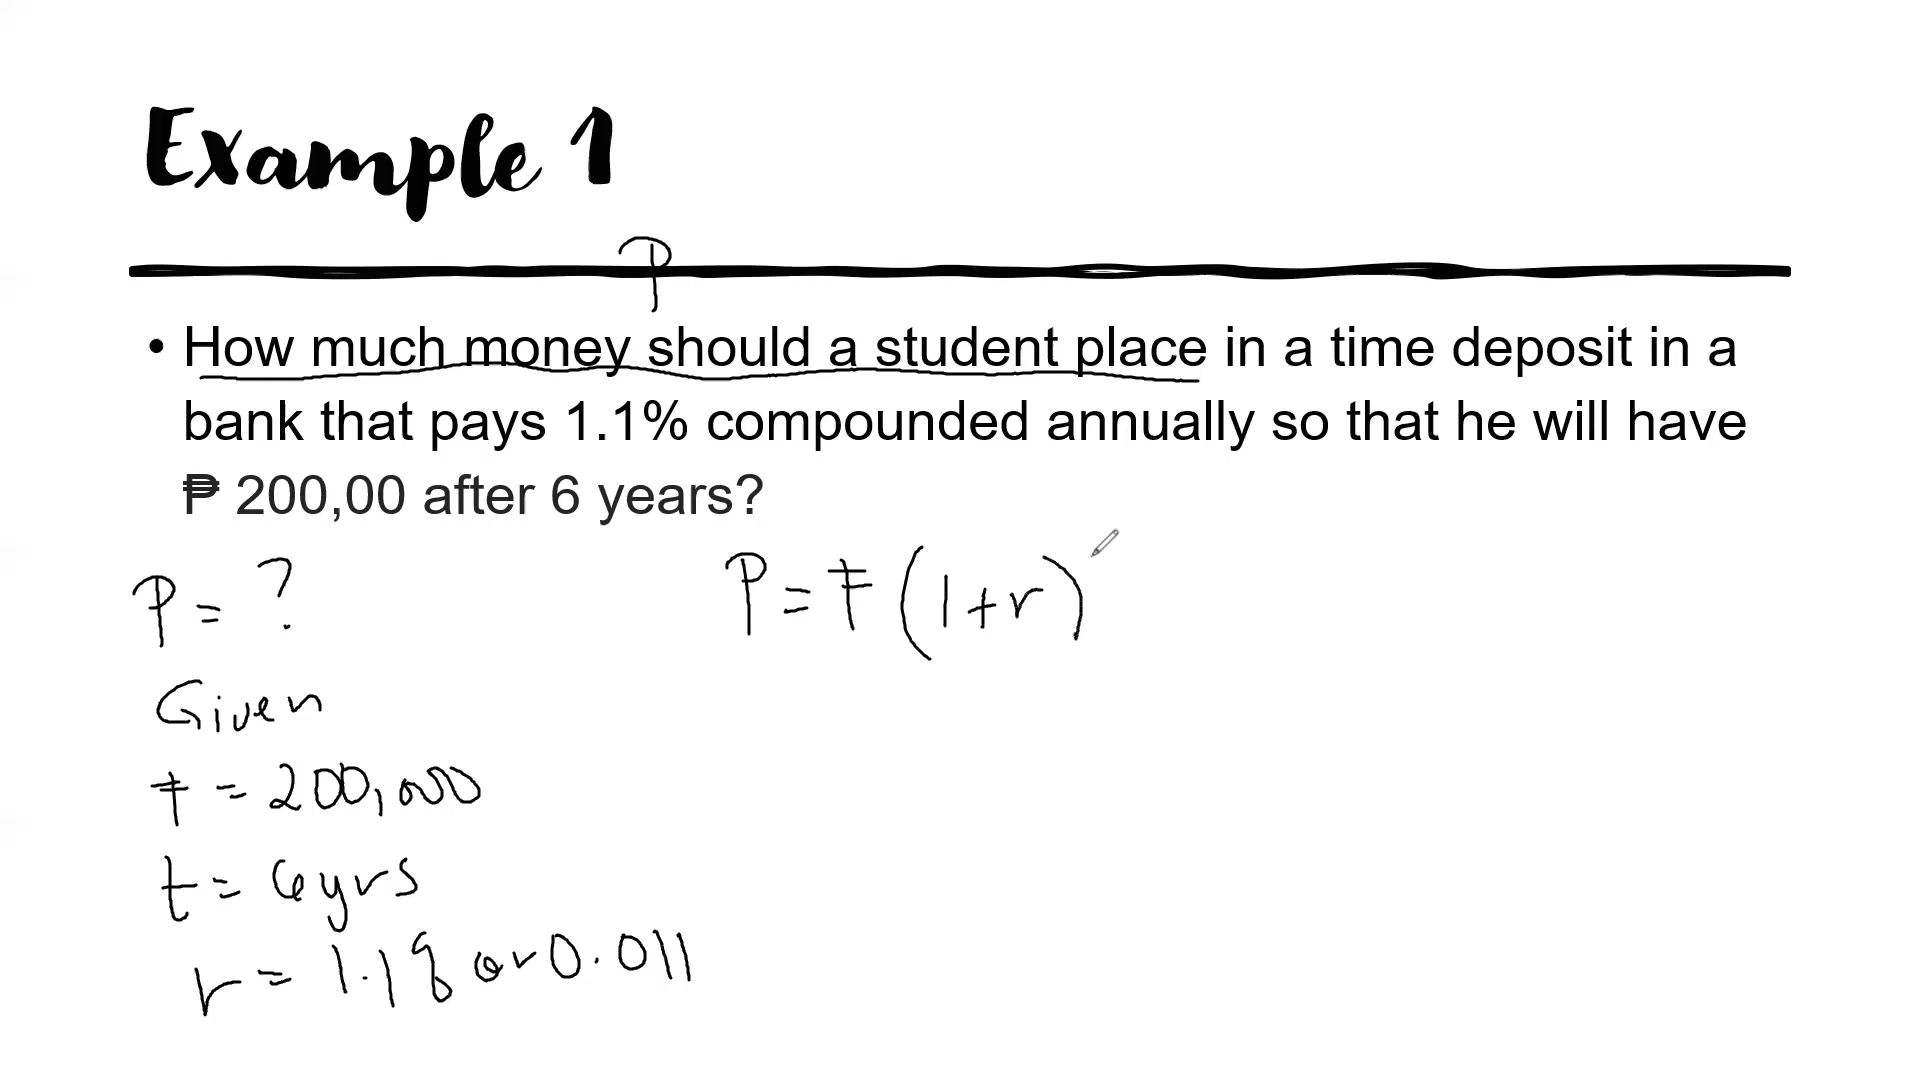 Example 1
P
• How much money should a student place in a time deposit in a
bank that pays 1.1% compounded annually so that he will have
₱ 200,00 after 6 years?
P = ?
P = F (1+r)
Given
F = 200,000
t = 6yrs
r = 1.1% or 0.011